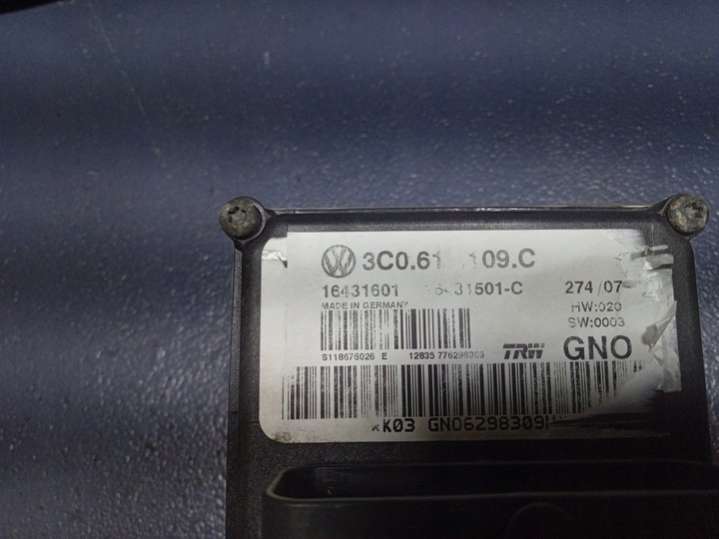 3C0.61 109.C
16431601 16431501-C 274/07
MADE IN GERMANY HW:020
SW:0003
S118676026 E 12835 776298309 TRW GNO
*K03 GN06298309